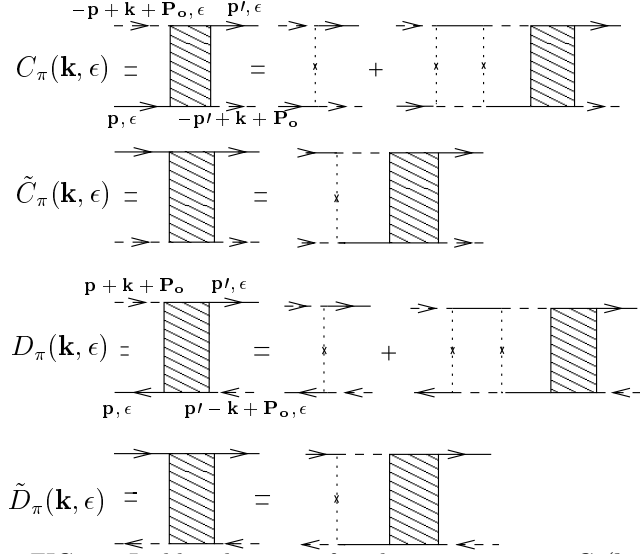 −p + k + P₀, ϵ p′, ϵ
C_π(k, ϵ) = = +
p, ϵ −p′ + k + P₀
C̃_π(k, ϵ) = =
p + k + P₀ p′, ϵ
D_π(k, ϵ) = = +
p, ϵ p′ − k + P₀, ϵ
D̃_π(k, ϵ) = =